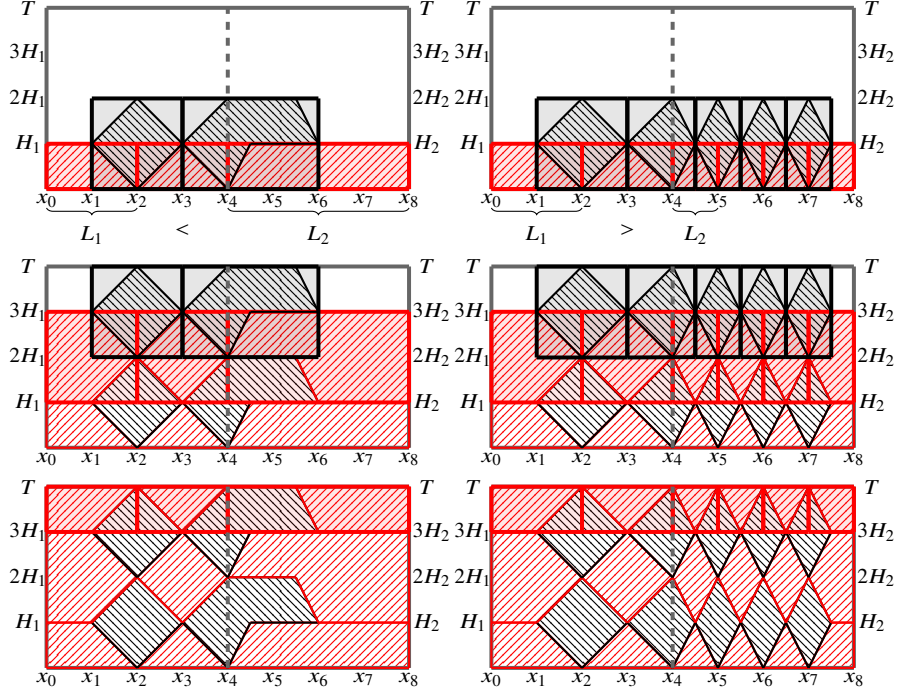 T T T T
3H₁ 3H₂ 3H₁ 3H₂
2H₁ 2H₂ 2H₁ 2H₂
H₁ H₂ H₁ H₂
x₀ x₁ x₂ x₃ x₄ x₅ x₆ x₇ x₈ x₀ x₁ x₂ x₃ x₄ x₅ x₆ x₇ x₈
L₁ < L₂ L₁ > L₂
T T T T
3H₁ 3H₂ 3H₁ 3H₂
2H₁ 2H₂ 2H₁ 2H₂
H₁ H₂ H₁ H₂
x₀ x₁ x₂ x₃ x₄ x₅ x₆ x₇ x₈ x₀ x₁ x₂ x₃ x₄ x₅ x₆ x₇ x₈
T T T T
3H₁ 3H₂ 3H₁ 3H₂
2H₁ 2H₂ 2H₁ 2H₂
H₁ H₂ H₁ H₂
x₀ x₁ x₂ x₃ x₄ x₅ x₆ x₇ x₈ x₀ x₁ x₂ x₃ x₄ x₅ x₆ x₇ x₈